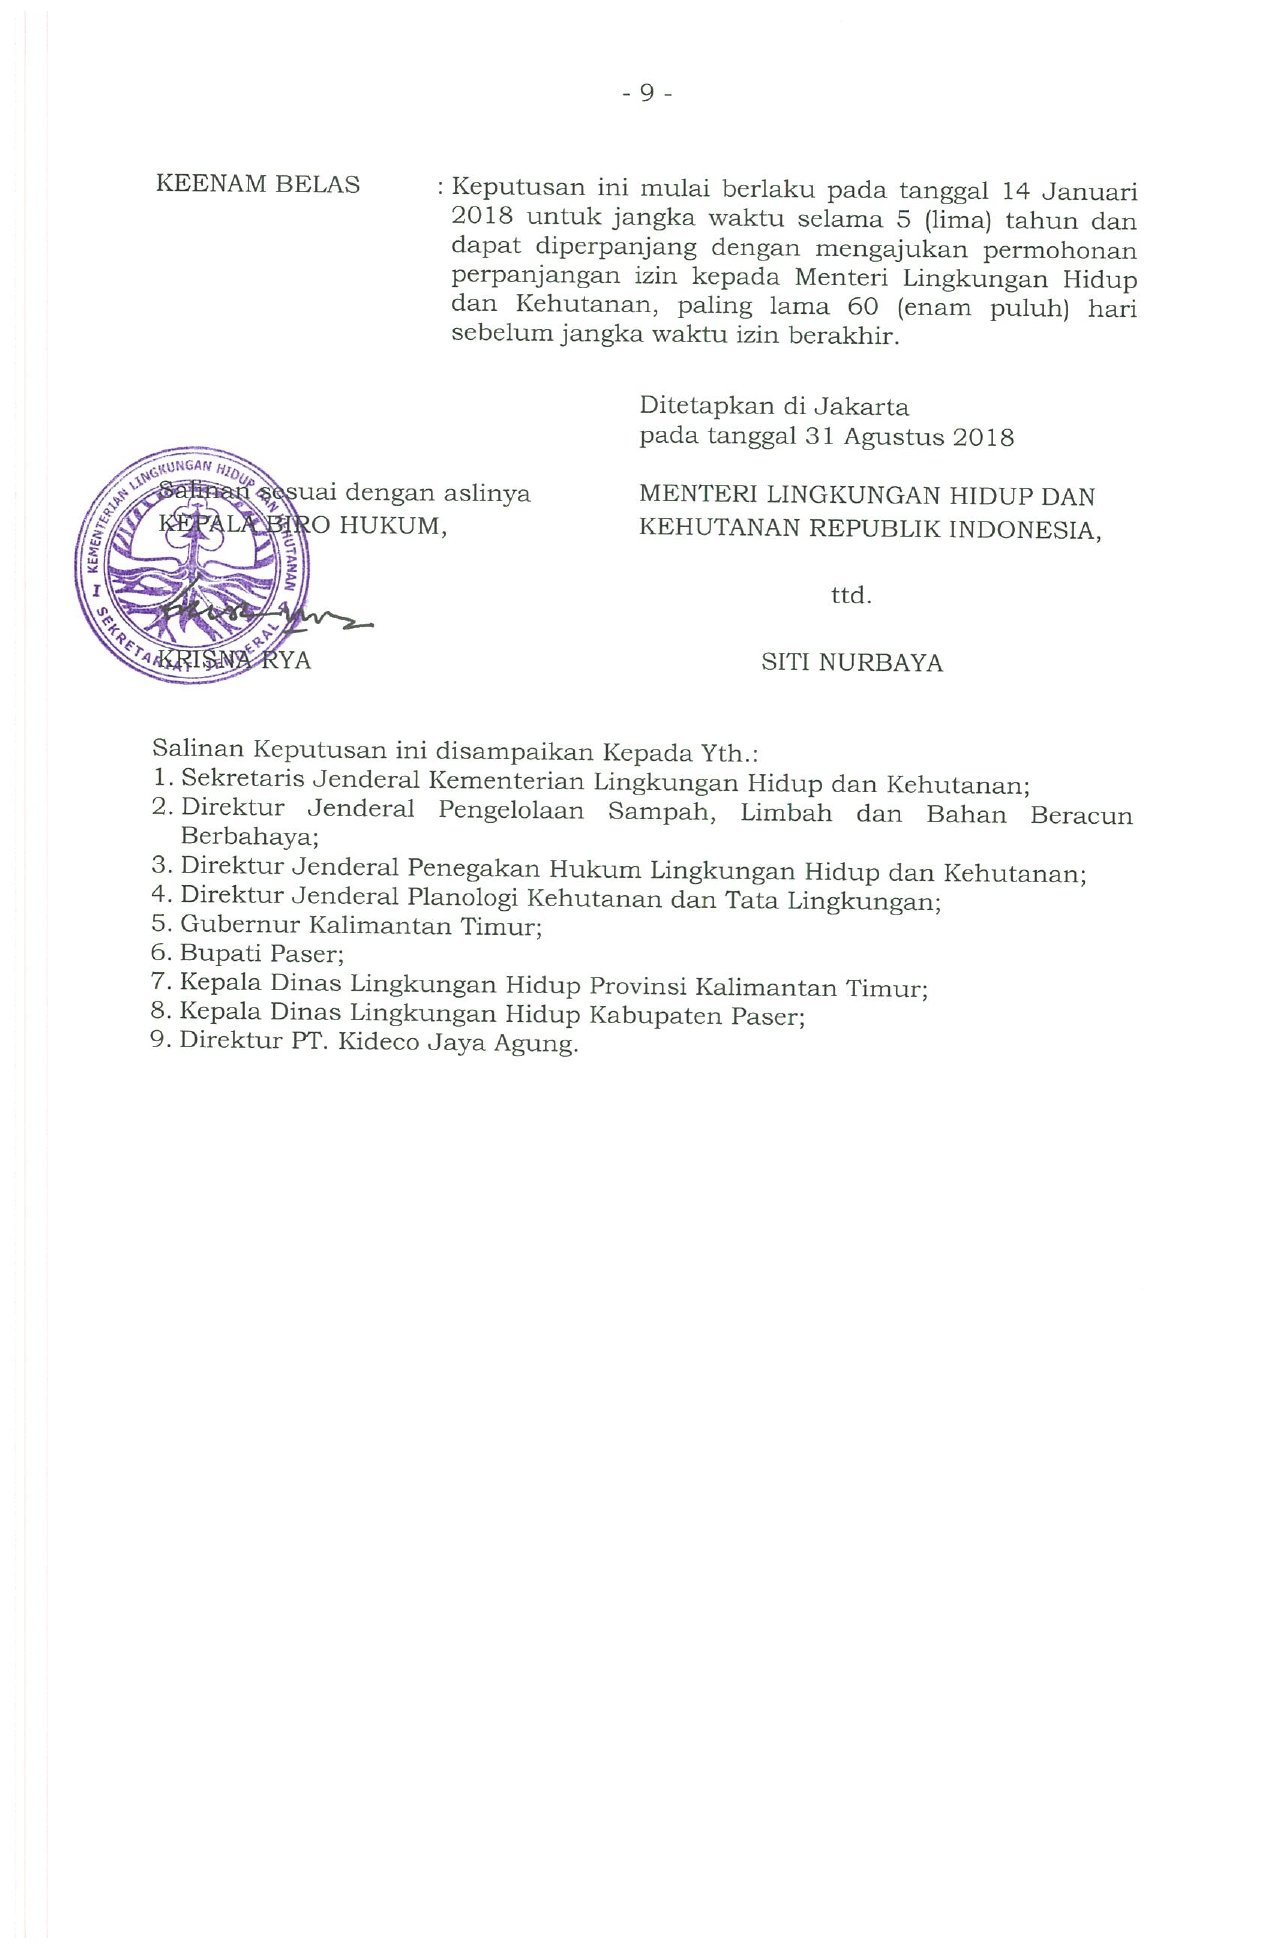 - 9 -
KEENAM BELAS : Keputusan ini mulai berlaku pada tanggal 14 Januari
2018 untuk jangka waktu selama 5 (lima) tahun dan
dapat diperpanjang dengan mengajukan permohonan
perpanjangan izin kepada Menteri Lingkungan Hidup
dan Kehutanan, paling lama 60 (enam puluh) hari
sebelum jangka waktu izin berakhir.
Ditetapkan di Jakarta
pada tanggal 31 Agustus 2018
Salinan sesuai dengan aslinya
KEPALA BIRO HUKUM,
KEMENTERIAN LINGKUNGAN HIDUP DAN KEHUTANAN
I SEKRETARIAT JENDERAL
KRISNA RYA
MENTERI LINGKUNGAN HIDUP DAN
KEHUTANAN REPUBLIK INDONESIA,
ttd.
SITI NURBAYA
Salinan Keputusan ini disampaikan Kepada Yth.:
1. Sekretaris Jenderal Kementerian Lingkungan Hidup dan Kehutanan;
2. Direktur Jenderal Pengelolaan Sampah, Limbah dan Bahan Beracun
Berbahaya;
3. Direktur Jenderal Penegakan Hukum Lingkungan Hidup dan Kehutanan;
4. Direktur Jenderal Planologi Kehutanan dan Tata Lingkungan;
5. Gubernur Kalimantan Timur;
6. Bupati Paser;
7. Kepala Dinas Lingkungan Hidup Provinsi Kalimantan Timur;
8. Kepala Dinas Lingkungan Hidup Kabupaten Paser;
9. Direktur PT. Kideco Jaya Agung.